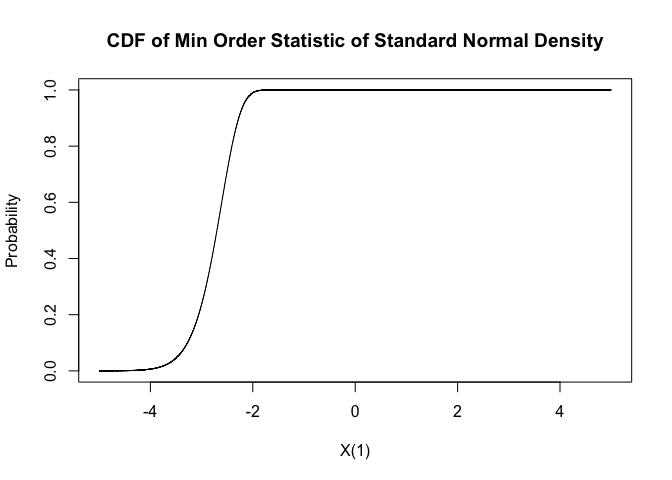 CDF of Min Order Statistic of Standard Normal Density
Probability
1.0
0.8
0.6
0.4
0.2
0.0
-4 -2 0 2 4
X(1)